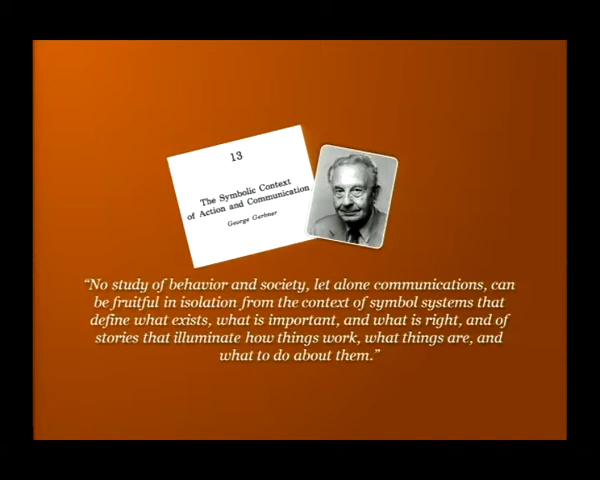 13
The Symbolic Context
of Action and Communication
George Gerbner
“No study of behavior and society, let alone communications, can
be fruitful in isolation from the context of symbol systems that
define what exists, what is important, and what is right, and of
stories that illuminate how things work, what things are, and
what to do about them.”